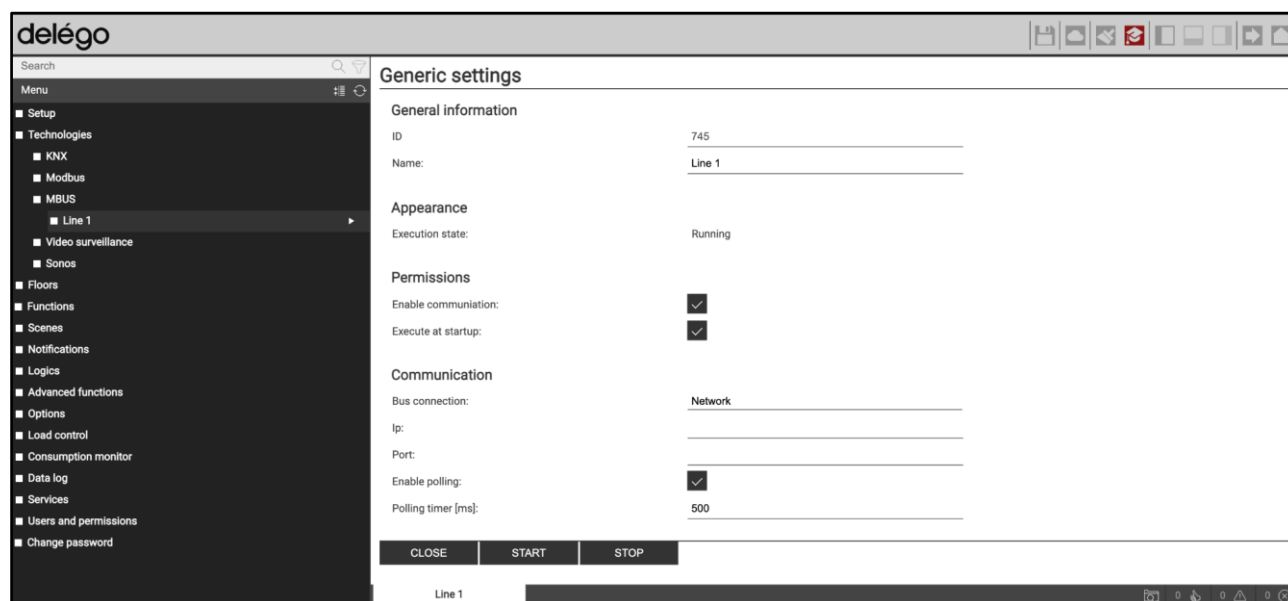 delégo
Search
Menu
Setup
Technologies
KNX
Modbus
MBUS
Line 1
Video surveillance
Sonos
Floors
Functions
Scenes
Notifications
Logics
Advanced functions
Options
Load control
Consumption monitor
Data log
Services
Users and permissions
Change password
Generic settings
General information
ID 745
Name: Line 1
Appearance
Execution state: Running
Permissions
Enable communiation:
Execute at startup:
Communication
Bus connection: Network
Ip:
Port:
Enable polling:
Polling timer [ms]: 500
CLOSE START STOP
Line 1 0 0 0